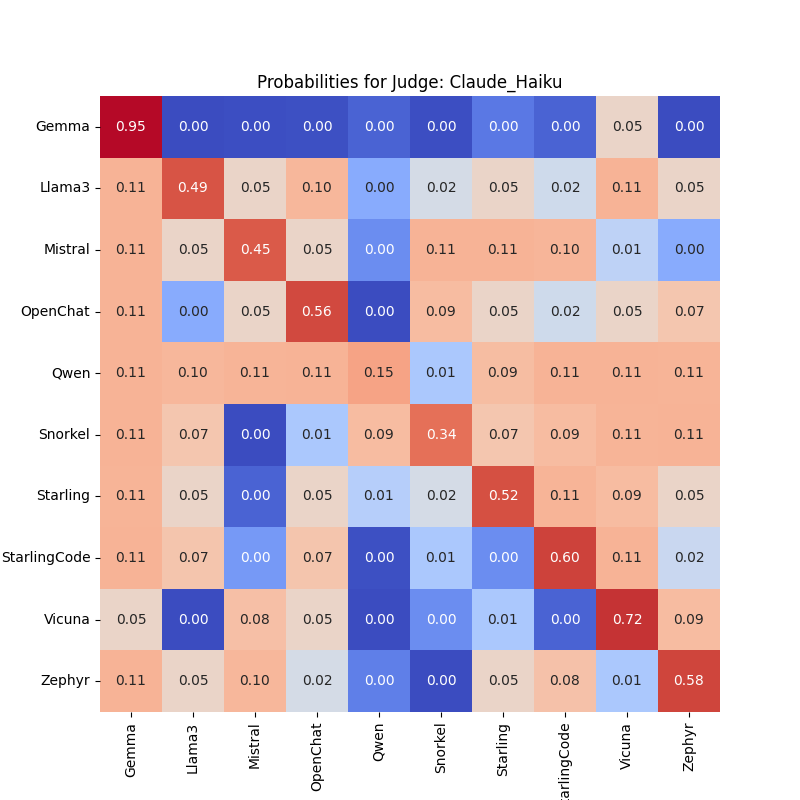 Probabilities for Judge: Claude_Haiku
Gemma 0.95 0.00 0.00 0.00 0.00 0.00 0.00 0.00 0.05 0.00
Llama3 0.11 0.49 0.05 0.10 0.00 0.02 0.05 0.02 0.11 0.05
Mistral 0.11 0.05 0.45 0.05 0.00 0.11 0.11 0.10 0.01 0.00
OpenChat 0.11 0.00 0.05 0.56 0.00 0.09 0.05 0.02 0.05 0.07
Qwen 0.11 0.10 0.11 0.11 0.15 0.01 0.09 0.11 0.11 0.11
Snorkel 0.11 0.07 0.00 0.01 0.09 0.34 0.07 0.09 0.11 0.11
Starling 0.11 0.05 0.00 0.05 0.01 0.02 0.52 0.11 0.09 0.05
StarlingCode 0.11 0.07 0.00 0.07 0.00 0.01 0.00 0.60 0.11 0.02
Vicuna 0.05 0.00 0.08 0.05 0.00 0.00 0.01 0.00 0.72 0.09
Zephyr 0.11 0.05 0.10 0.02 0.00 0.00 0.05 0.08 0.01 0.58
Gemma
Llama3
Mistral
OpenChat
Qwen
Snorkel
Starling
arlingCode
Vicuna
Zephyr